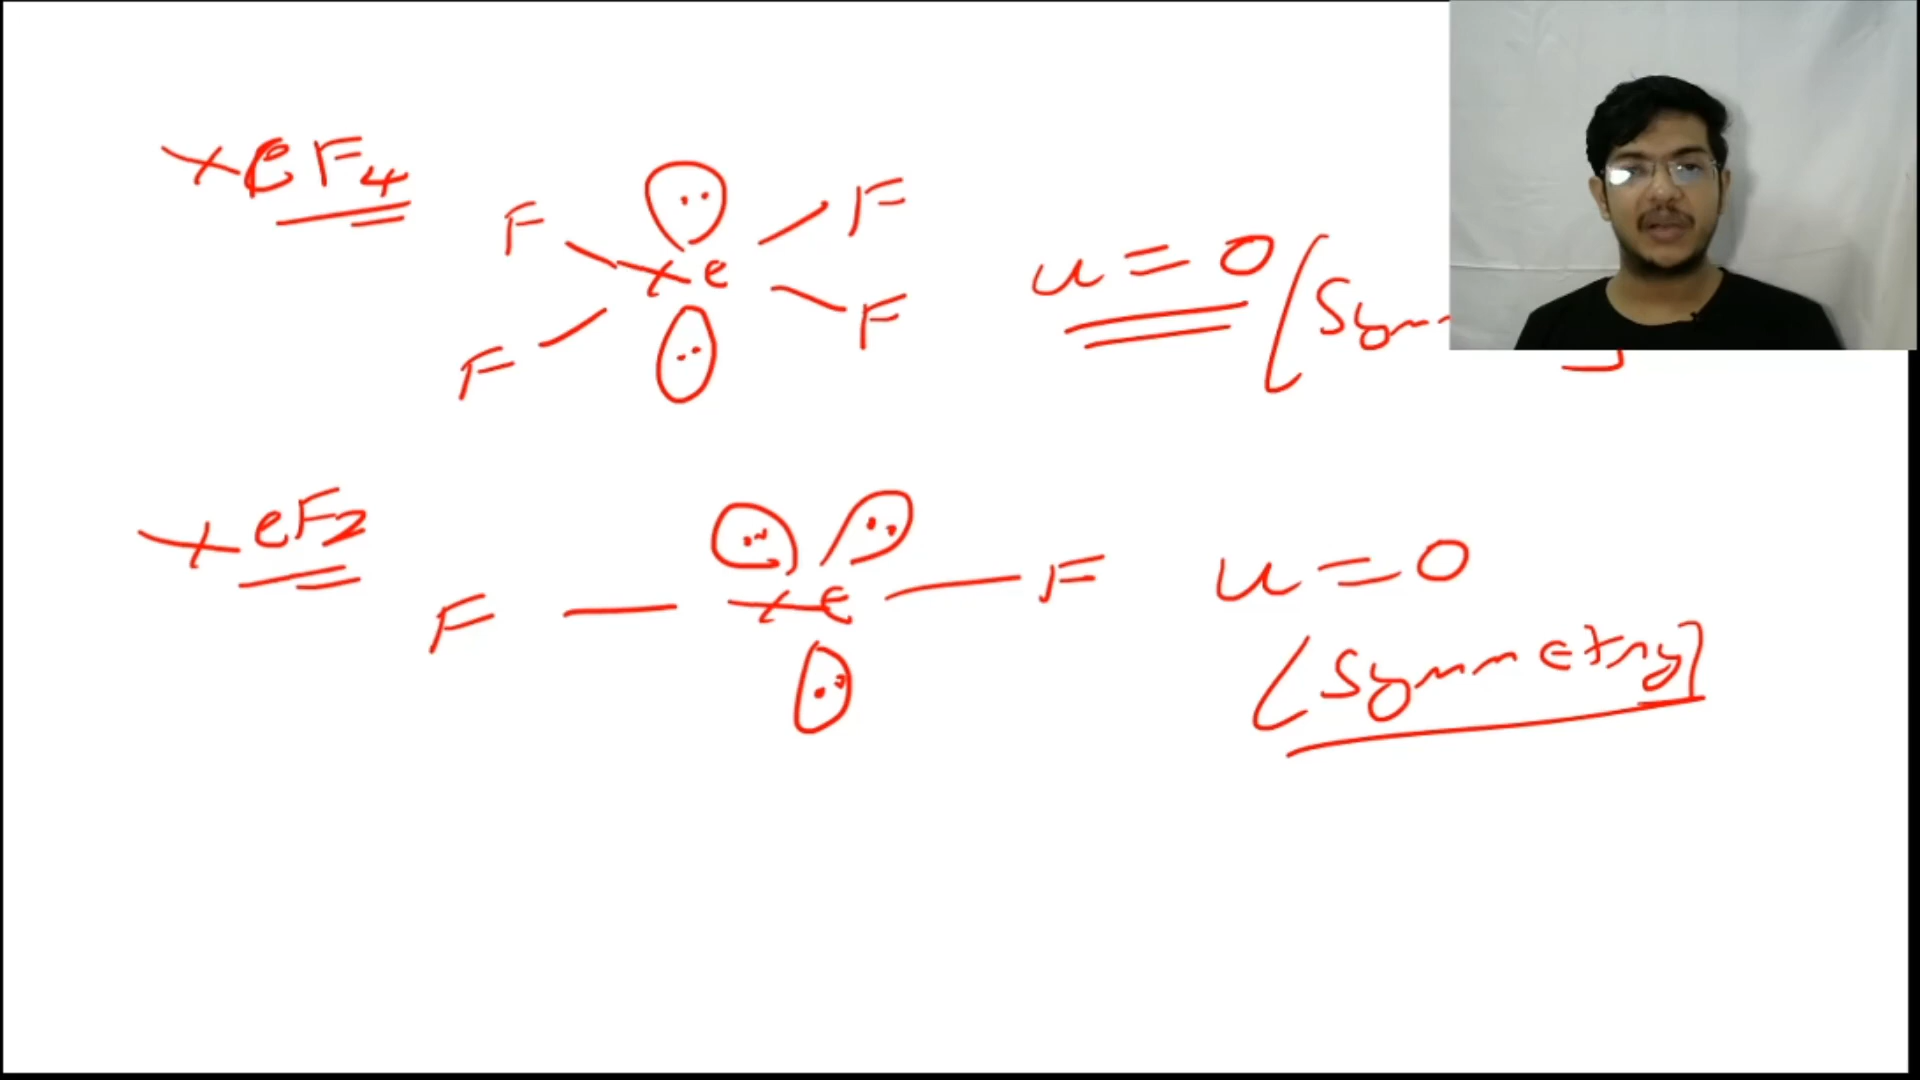 XeF4
F F
Xe
F F
u = 0 (Sym
XeF2
F Xe F
u = 0
(Symmetry)